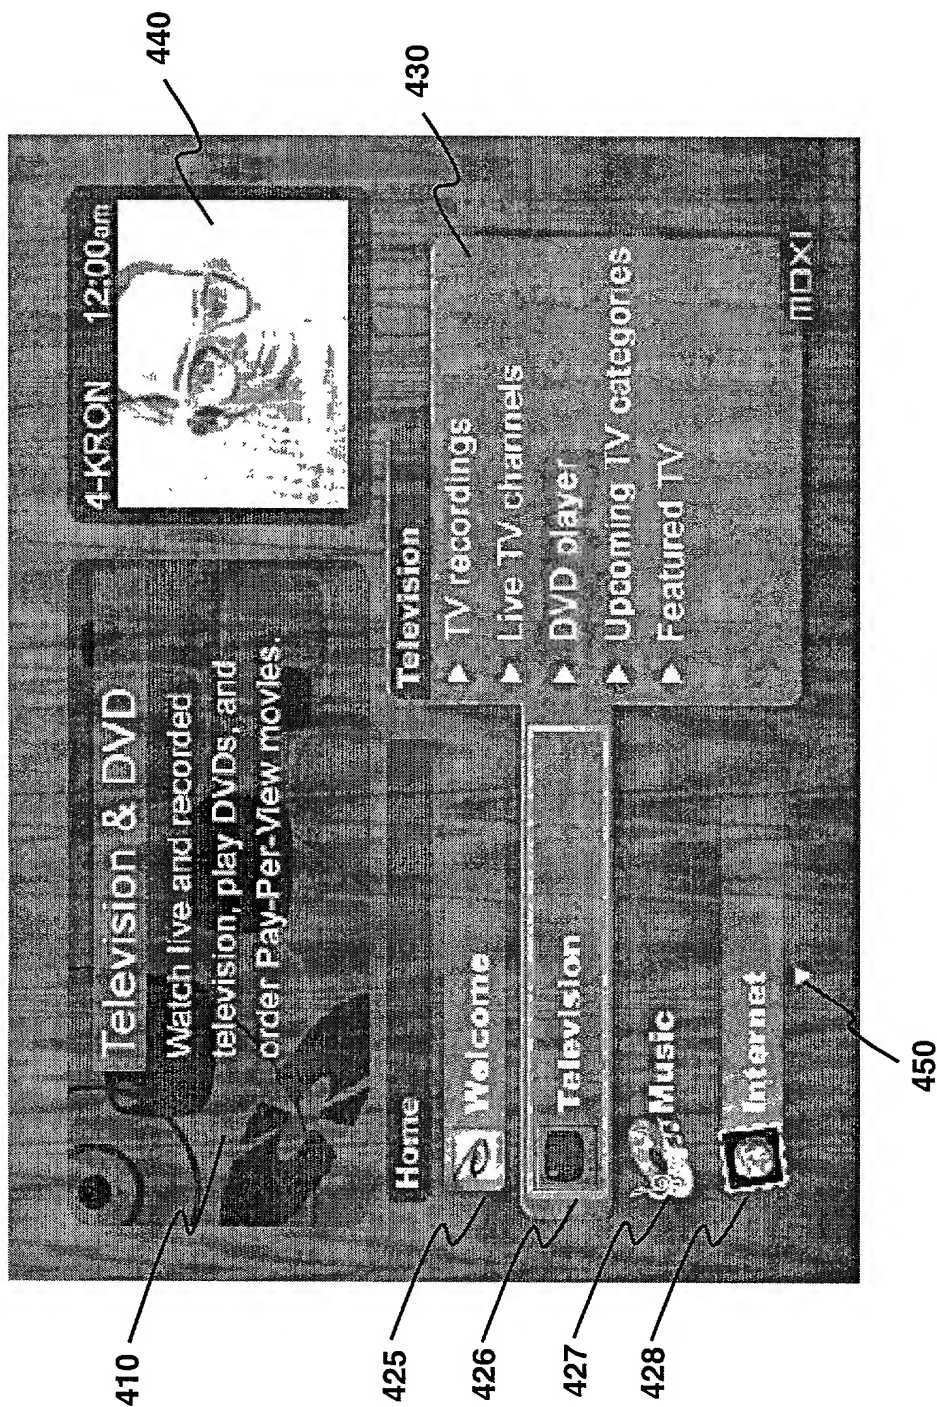 Television & DVD
Watch live and recorded
television, play DVDs, and
order Pay-Per-View movies.
4-KRON 12:00am
Home
Welcome
Television
Music
Internet
Television
TV recordings
Live TV channels
DVD player
Upcoming TV categories
Featured TV
moxi
410
425
426
427
428
450
430
440